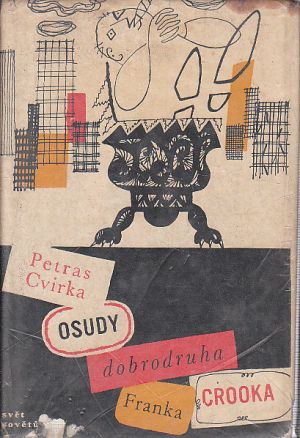 Petras
Cvirka
OSUDY
dobrodruha
Franka
CROOKA
svět
sovětů